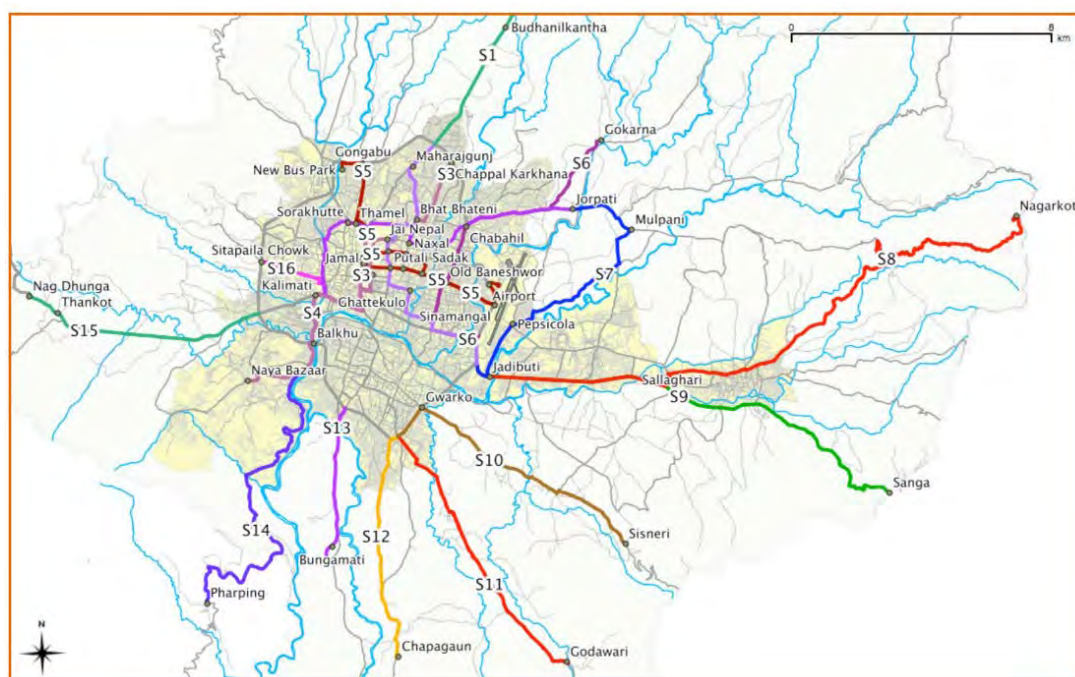 Budhanilkantha
0 6
km
S1
Gokarna
Gongabu
Maharajgunj
S6
New Bus Park
S5
S3
Chappal Karkhana
Jorpati
Nagarkot
Sorakhutte
Thamel
Bhat Bhateni
Mulpani
S5
Jai Nepal
Chabahil
Sitapaila Chowk
Naxal
S8
S5
Jamal
Putali Sadak
S16
S3
S5
Old Baneshwor
S7
Nag Dhunga
Kalimati
S5
Thankot
Ghattekulo
Airport
S4
Sinamangal
S15
S6
Pepsicola
Balkhu
Naya Bazaar
Jadibuti
Sallaghari
S9
Gwarko
S13
S10
Sanga
S14
S12
Sisneri
Bungamati
S11
Pharping
N
Chapagaun
Godawari